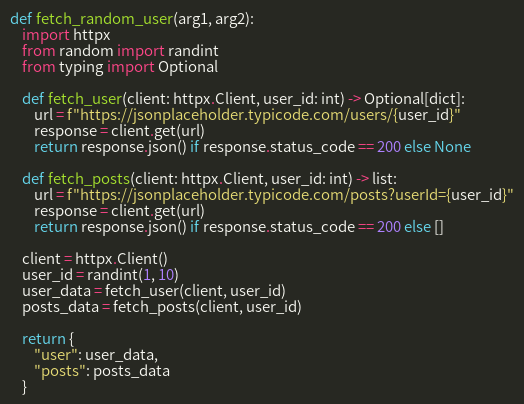 def fetch_random_user(arg1, arg2):
    import httpx
    from random import randint
    from typing import Optional

    def fetch_user(client: httpx.Client, user_id: int) -> Optional[dict]:
        url = f"https://jsonplaceholder.typicode.com/users/{user_id}"
        response = client.get(url)
        return response.json() if response.status_code == 200 else None

    def fetch_posts(client: httpx.Client, user_id: int) -> list:
        url = f"https://jsonplaceholder.typicode.com/posts?userId={user_id}"
        response = client.get(url)
        return response.json() if response.status_code == 200 else []

    client = httpx.Client()
    user_id = randint(1, 10)
    user_data = fetch_user(client, user_id)
    posts_data = fetch_posts(client, user_id)

    return {
        "user": user_data,
        "posts": posts_data
    }